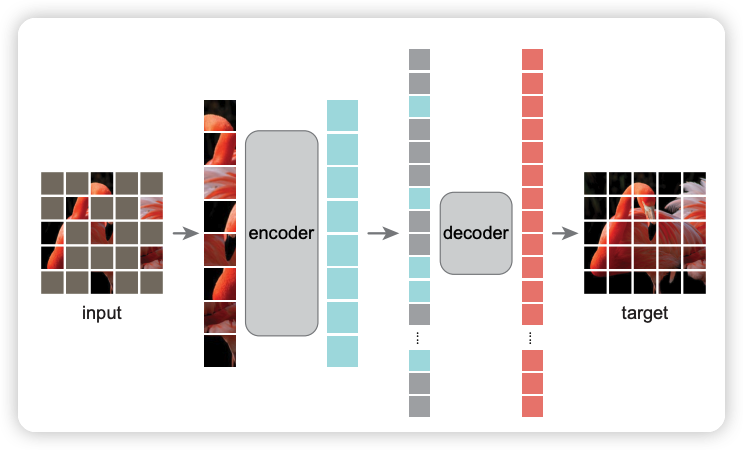 input
encoder
decoder
target